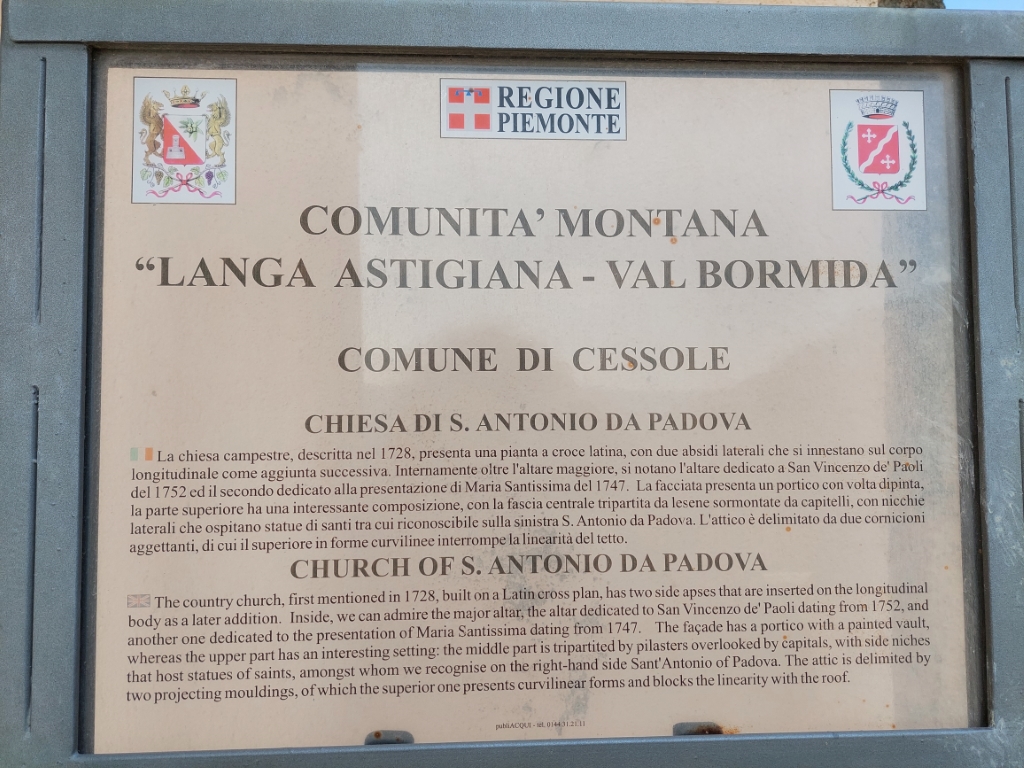 REGIONE
PIEMONTE
COMUNITA' MONTANA
“LANGA ASTIGIANA - VAL BORMIDA”
COMUNE DI CESSOLE
CHIESA DI S. ANTONIO DA PADOVA
La chiesa campestre, descritta nel 1728, presenta una pianta a croce latina, con due absidi laterali che si innestano sul corpo
longitudinale come aggiunta successiva. Internamente oltre l'altare maggiore, si notano l'altare dedicato a San Vincenzo de' Paoli
del 1752 ed il secondo dedicato alla presentazione di Maria Santissima del 1747. La facciata presenta un portico con volta dipinta,
la parte superiore ha una interessante composizione, con la fascia centrale tripartita da lesene sormontate da capitelli, con nicchie
laterali che ospitano statue di santi tra cui riconoscibile sulla sinistra S. Antonio da Padova. L'attico è delimitato da due cornicioni
aggettanti, di cui il superiore in forme curvilinee interrompe la linearità del tetto.
CHURCH OF S. ANTONIO DA PADOVA
The country church, first mentioned in 1728, built on a Latin cross plan, has two side apses that are inserted on the longitudinal
body as a later addition. Inside, we can admire the major altar, the altar dedicated to San Vincenzo de' Paoli dating from 1752, and
another one dedicated to the presentation of Maria Santissima dating from 1747. The façade has a portico with a painted vault,
whereas the upper part has an interesting setting: the middle part is tripartited by pilasters overlooked by capitals, with side niches
that host statues of saints, amongst whom we recognise on the right-hand side Sant'Antonio of Padova. The attic is delimited by
two projecting mouldings, of which the superior one presents curvilinear forms and blocks the linearity with the roof.
publiACQUI - tel. 0144.31.21.11